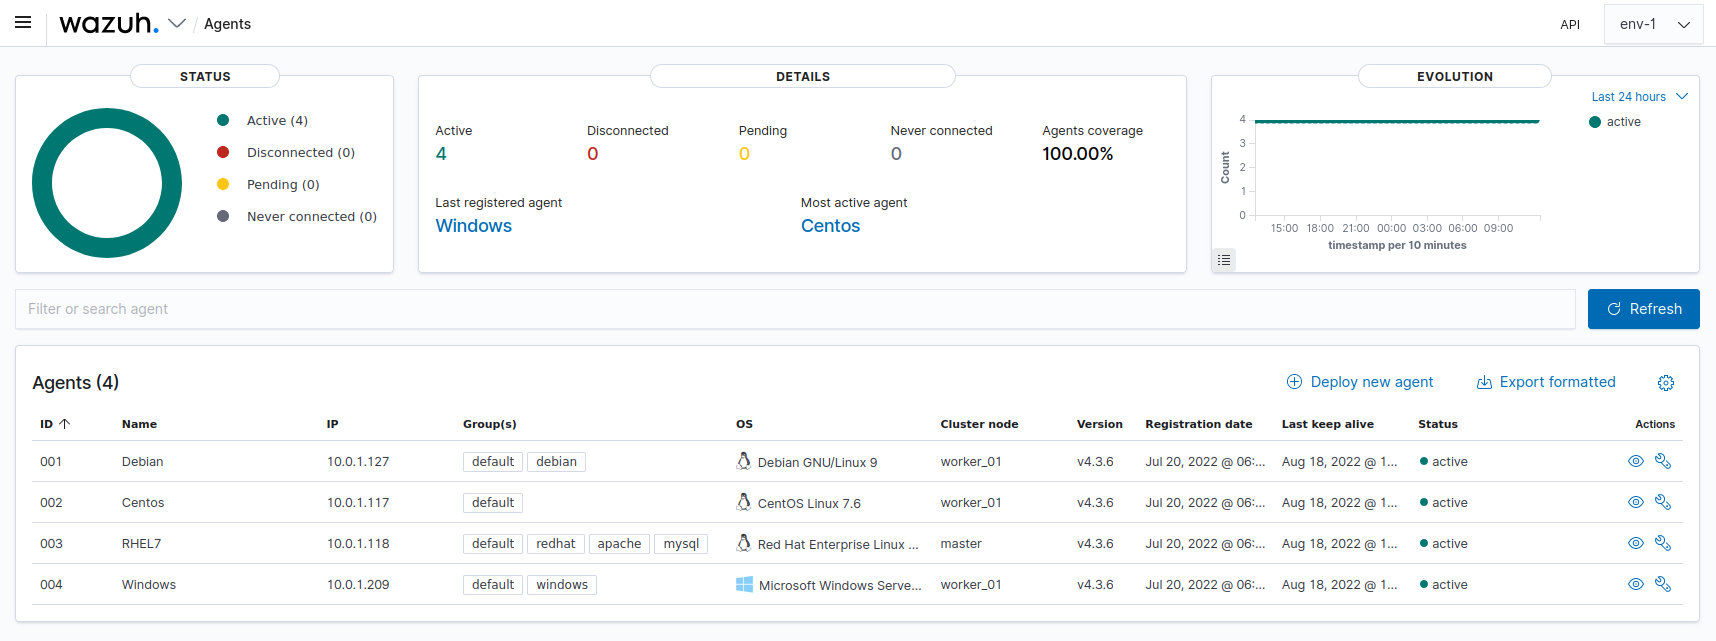 wazuh. / Agents API env-1
STATUS
Active (4)
Disconnected (0)
Pending (0)
Never connected (0)
DETAILS
Active Disconnected Pending Never connected Agents coverage
4 0 0 0 100.00%
Last registered agent Most active agent
Windows Centos
EVOLUTION
Last 24 hours
active
Count
4
3
2
1
0
15:00 18:00 21:00 00:00 03:00 06:00 09:00
timestamp per 10 minutes
Filter or search agent Refresh
Agents (4) Deploy new agent Export formatted
ID Name IP Group(s) OS Cluster node Version Registration date Last keep alive Status Actions
001 Debian 10.0.1.127 default debian Debian GNU/Linux 9 worker_01 v4.3.6 Jul 20, 2022 @ 06:... Aug 18, 2022 @ 1... active
002 Centos 10.0.1.117 default CentOS Linux 7.6 worker_01 v4.3.6 Jul 20, 2022 @ 06:... Aug 18, 2022 @ 1... active
003 RHEL7 10.0.1.118 default redhat apache mysql Red Hat Enterprise Linux ... master v4.3.6 Jul 20, 2022 @ 06:... Aug 18, 2022 @ 1... active
004 Windows 10.0.1.209 default windows Microsoft Windows Serve... worker_01 v4.3.6 Jul 20, 2022 @ 06:... Aug 18, 2022 @ 1... active